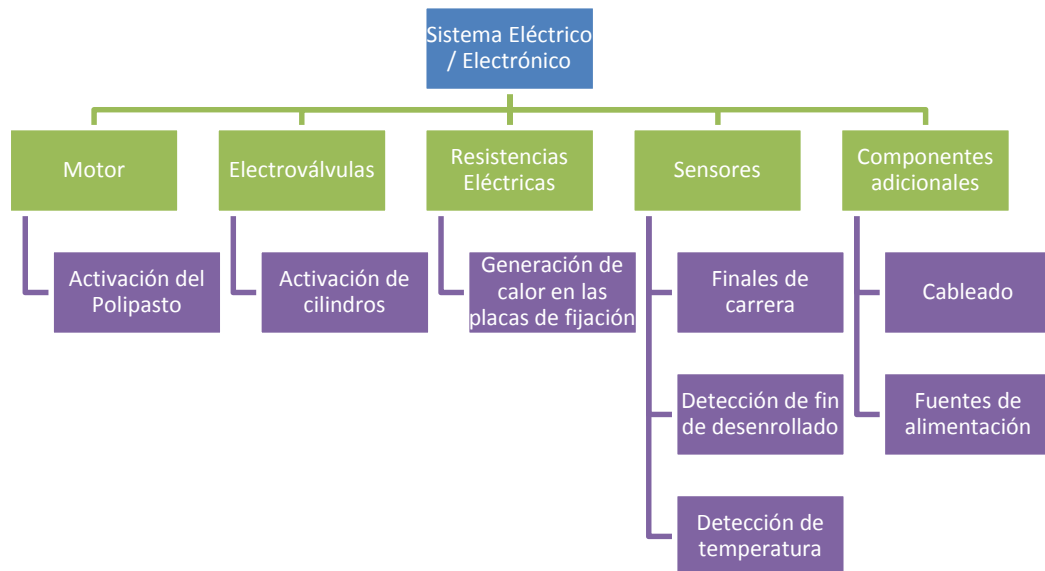 Sistema Eléctrico
/ Electrónico
Motor
Electroválvulas
Resistencias
Eléctricas
Sensores
Componentes
adicionales
Activación del
Polipasto
Activación de
cilindros
Generación de
calor en las
placas de fijación
Finales de
carrera
Cableado
Detección de fin
de desenrollado
Fuentes de
alimentación
Detección de
temperatura